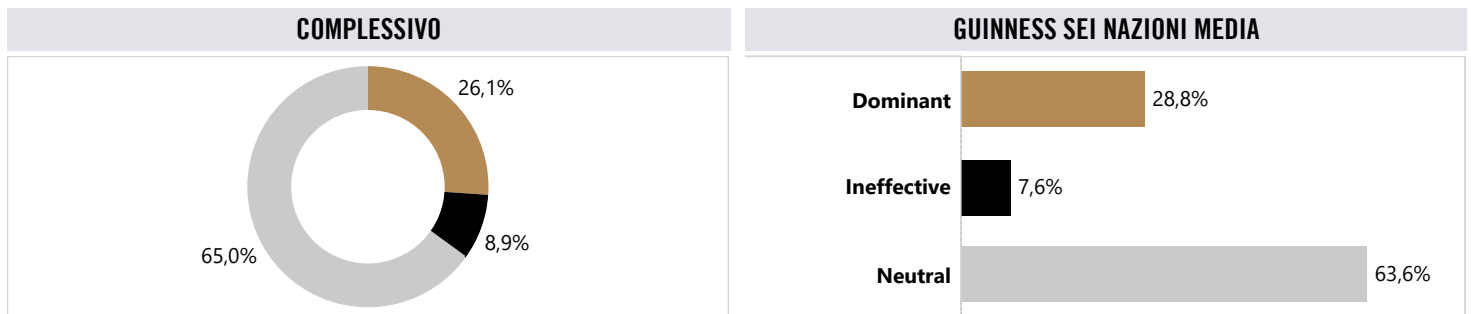 COMPLESSIVO
26,1%
8,9%
65,0%
GUINNESS SEI NAZIONI MEDIA
Dominant 28,8%
Ineffective 7,6%
Neutral 63,6%